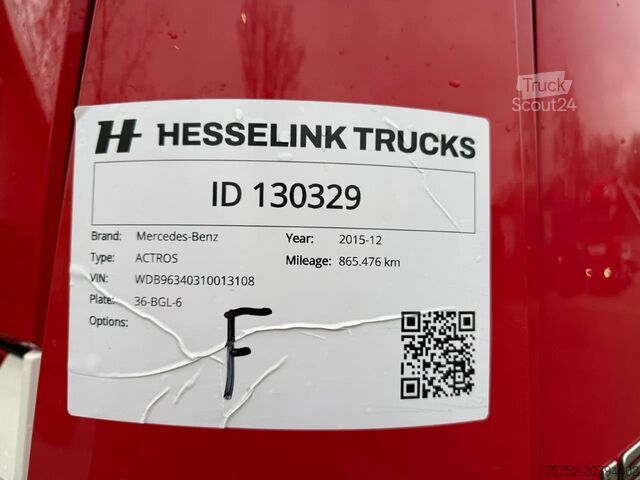 Truck
Scout24
HESSELINK TRUCKS
ID 130329
Brand: Mercedes-Benz Year: 2015-12
Type: ACTROS Mileage: 865.476 km
VIN: WDB96340310013108
Plate: 36-BGL-6
Options:
F